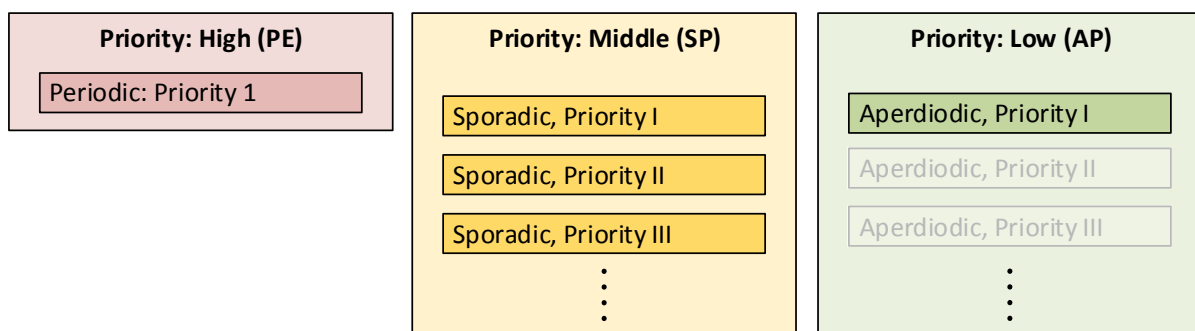 Priority: High (PE)
Periodic: Priority 1
Priority: Middle (SP)
Sporadic, Priority I
Sporadic, Priority II
Sporadic, Priority III
Priority: Low (AP)
Aperdiodic, Priority I
Aperdiodic, Priority II
Aperdiodic, Priority III